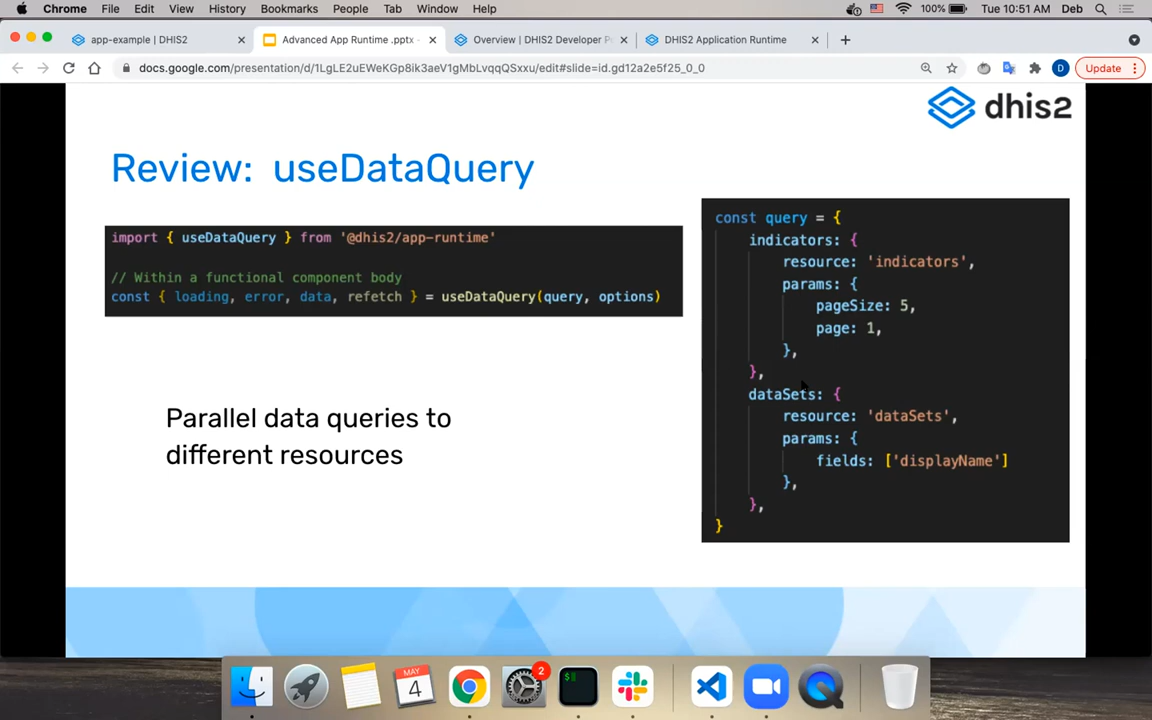 Chrome File Edit View History Bookmarks People Tab Window Help 100% Tue 10:51 AM Deb
app-example | DHIS2 Advanced App Runtime .pptx - Overview | DHIS2 Developer P DHIS2 Application Runtime
docs.google.com/presentation/d/1LgLE2uEWeKGp8ik3aeV1gMbLvqqQSxxu/edit#slide=id.gd12a2e5f25_0_0 D Update
dhis2
Review: useDataQuery
import { useDataQuery } from '@dhis2/app-runtime'
// Within a functional component body
const { loading, error, data, refetch } = useDataQuery(query, options)
Parallel data queries to
different resources
const query = {
indicators: {
resource: 'indicators',
params: {
pageSize: 5,
page: 1,
},
},
dataSets: {
resource: 'dataSets',
params: {
fields: ['displayName']
},
},
}
MAY
4
2
$